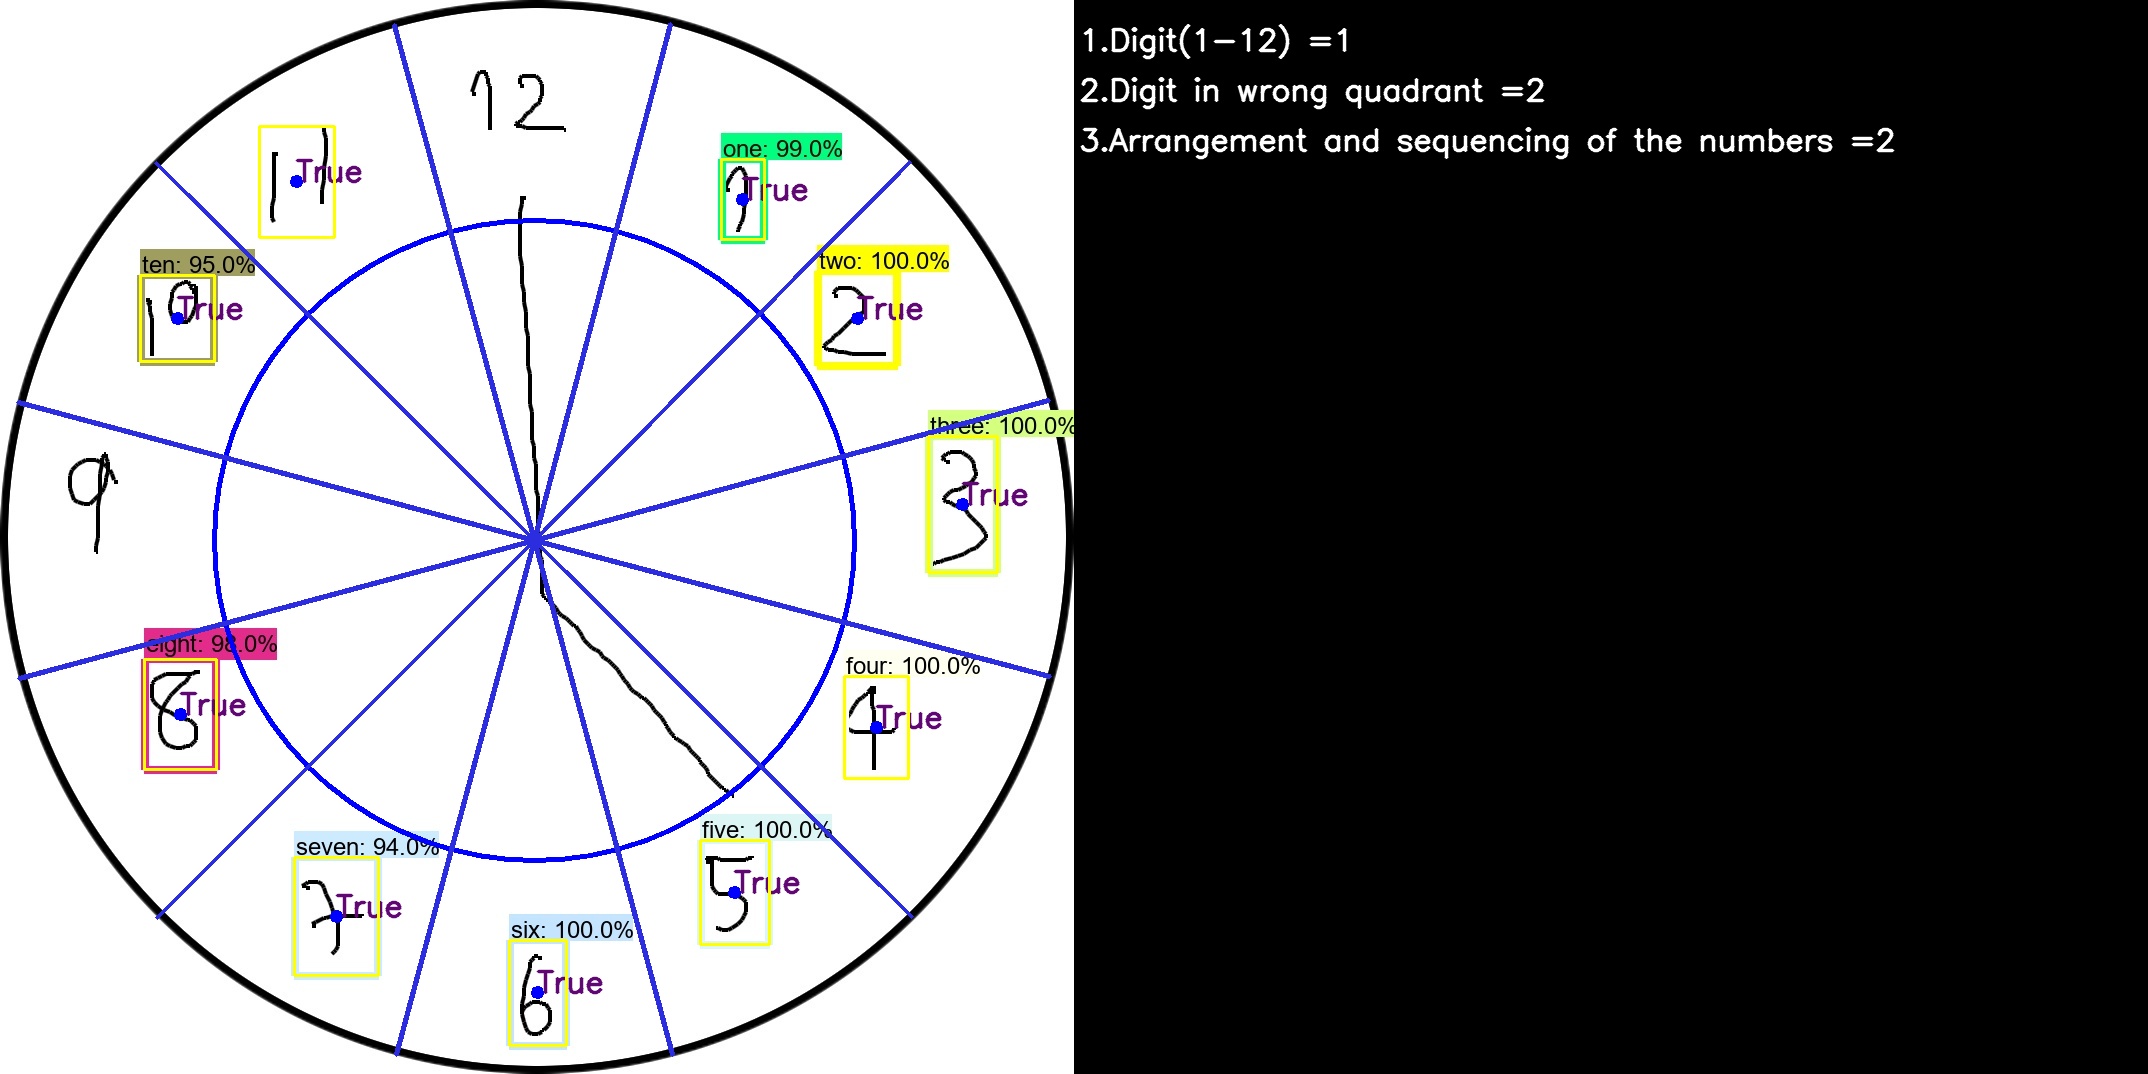 12
one: 99.0%
1 True
11 True
two: 100.0%
2 True
ten: 95.0%
10 True
three: 100.0%
3 True
9
eight: 98.0%
8 True
four: 100.0%
4 True
five: 100.0%
5 True
seven: 94.0%
7 True
six: 100.0%
6 True
1.Digit(1-12) =1
2.Digit in wrong quadrant =2
3.Arrangement and sequencing of the numbers =2